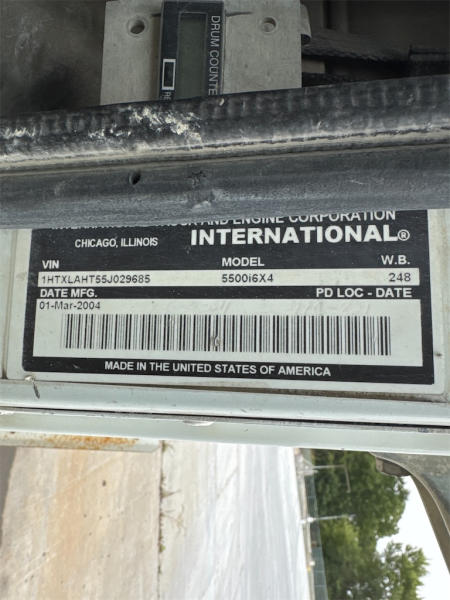 DRUM COUNTE
AND ENGINE CORPORATION
CHICAGO, ILLINOIS
INTERNATIONAL®
VIN MODEL W.B.
1HTXLAHT55J029685 5500i6X4 248
DATE MFG. PD LOC - DATE
01-Mar-2004
MADE IN THE UNITED STATES OF AMERICA